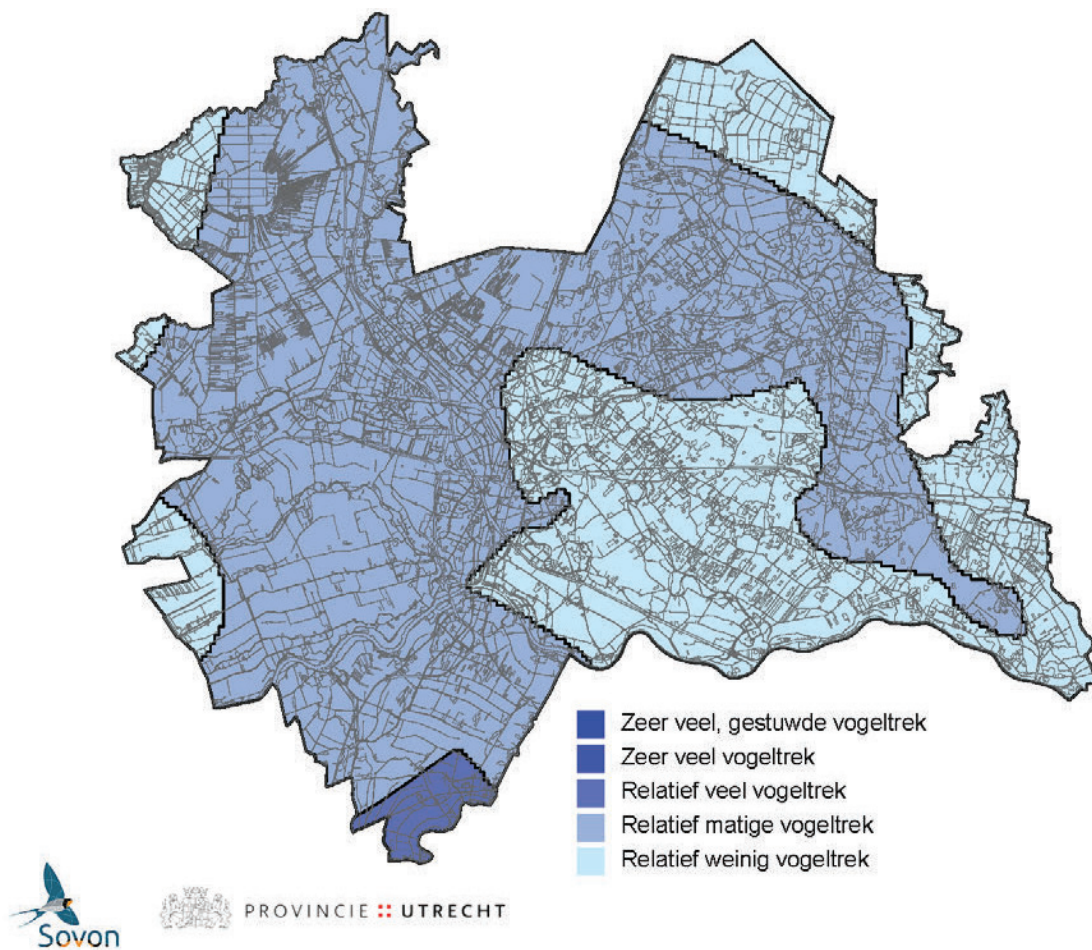 Zeer veel, gestuwde vogeltrek
Zeer veel vogeltrek
Relatief veel vogeltrek
Relatief matige vogeltrek
Relatief weinig vogeltrek
Sovon
PROVINCIE :: UTRECHT